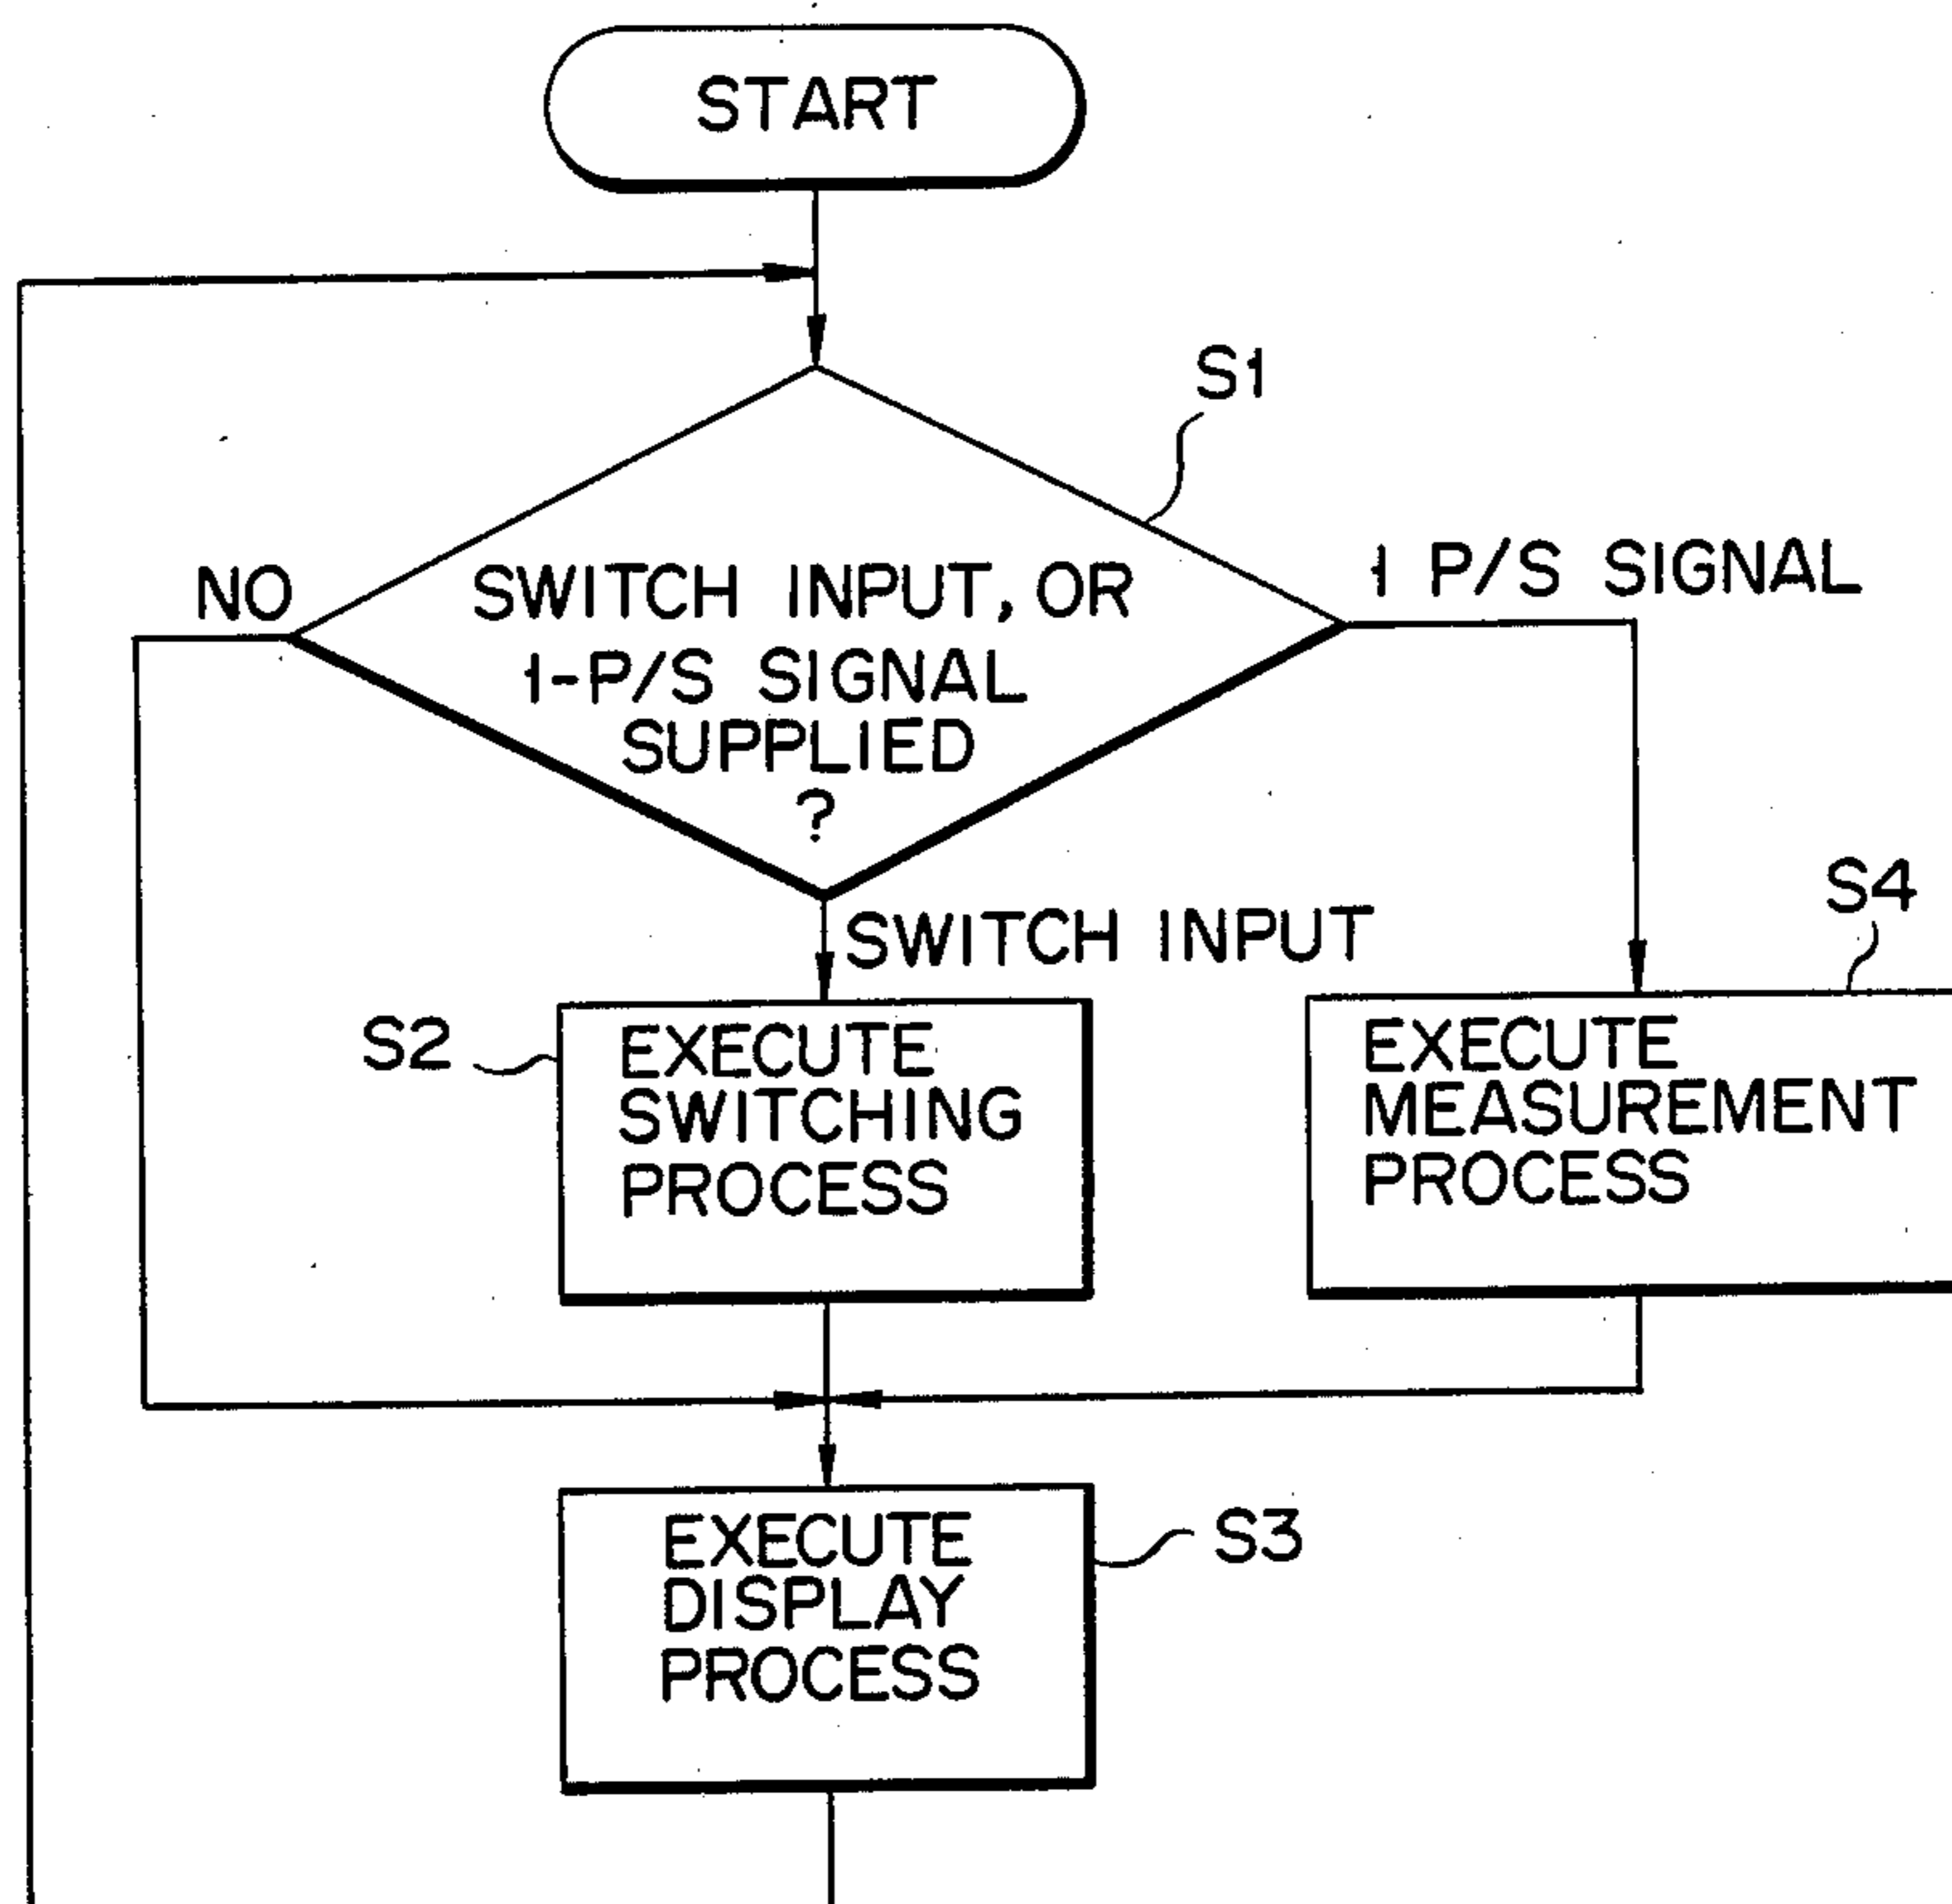 START
S1
NO
SWITCH INPUT, OR
1-P/S SIGNAL
SUPPLIED
?
1 P/S SIGNAL
SWITCH INPUT
S4
S2
EXECUTE
SWITCHING
PROCESS
EXECUTE
MEASUREMENT
PROCESS
EXECUTE
DISPLAY
PROCESS
S3